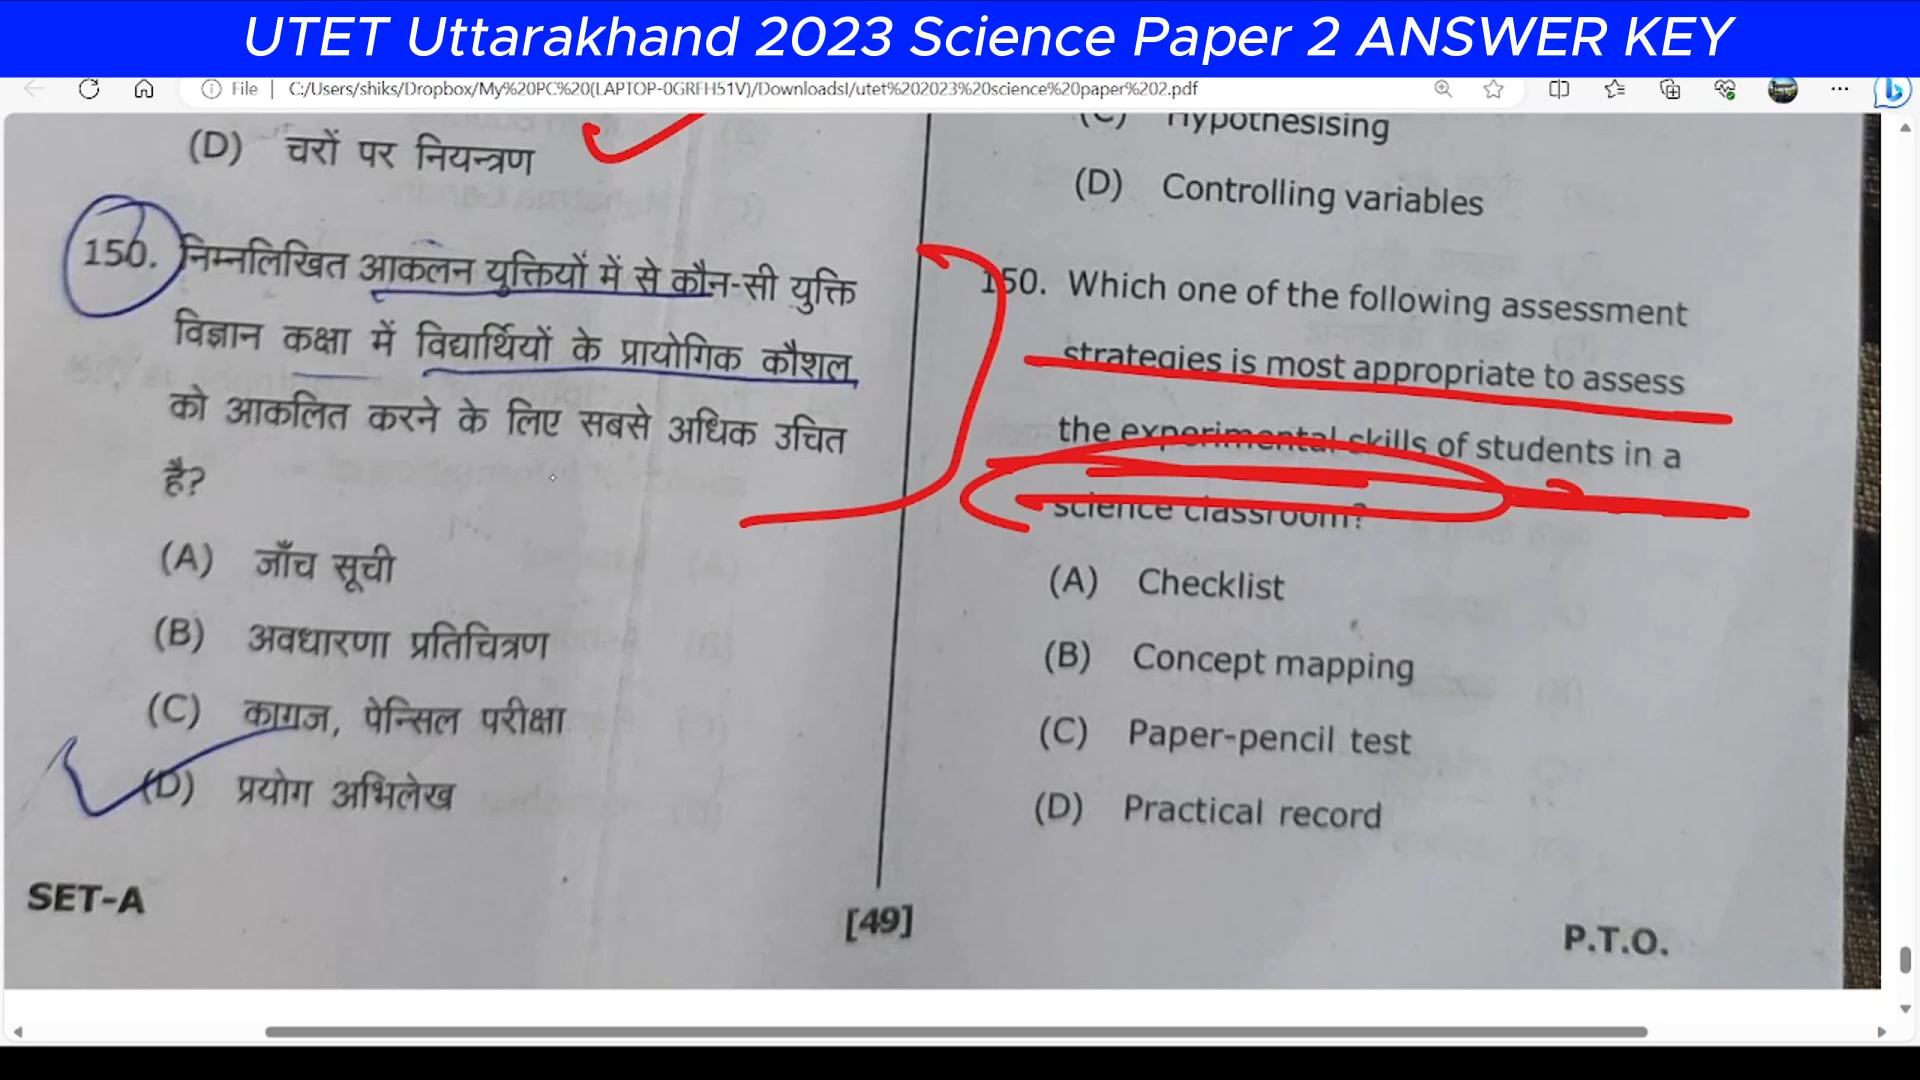 UTET Uttarakhand 2023 Science Paper 2 ANSWER KEY
File | C:/Users/shiks/Dropbox/My%20PC%20(LAPTOP-0GRFH51V)/Downloadsl/utet%202023%20science%20paper%202.pdf
(D) चरों पर नियन्त्रण
150. निम्नलिखित आकलन युक्तियों में से कौन-सी युक्ति
विज्ञान कक्षा में विद्यार्थियों के प्रायोगिक कौशल
को आकलित करने के लिए सबसे अधिक उचित
है?
(A) जाँच सूची
(B) अवधारणा प्रतिचित्रण
(C) कागज, पेन्सिल परीक्षा
(D) प्रयोग अभिलेख
SET-A
[49]
(C) Hypothesising
(D) Controlling variables
150. Which one of the following assessment
strategies is most appropriate to assess
the experimental skills of students in a
science classroom?
(A) Checklist
(B) Concept mapping
(C) Paper-pencil test
(D) Practical record
P.T.O.